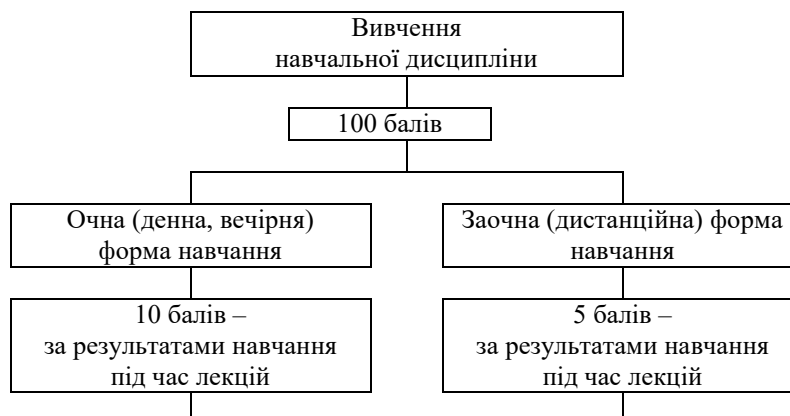 Вивчення
навчальної дисципліни
100 балів
Очна (денна, вечірня)
форма навчання
Заочна (дистанційна) форма
навчання
10 балів –
за результатами навчання
під час лекцій
5 балів –
за результатами навчання
під час лекцій